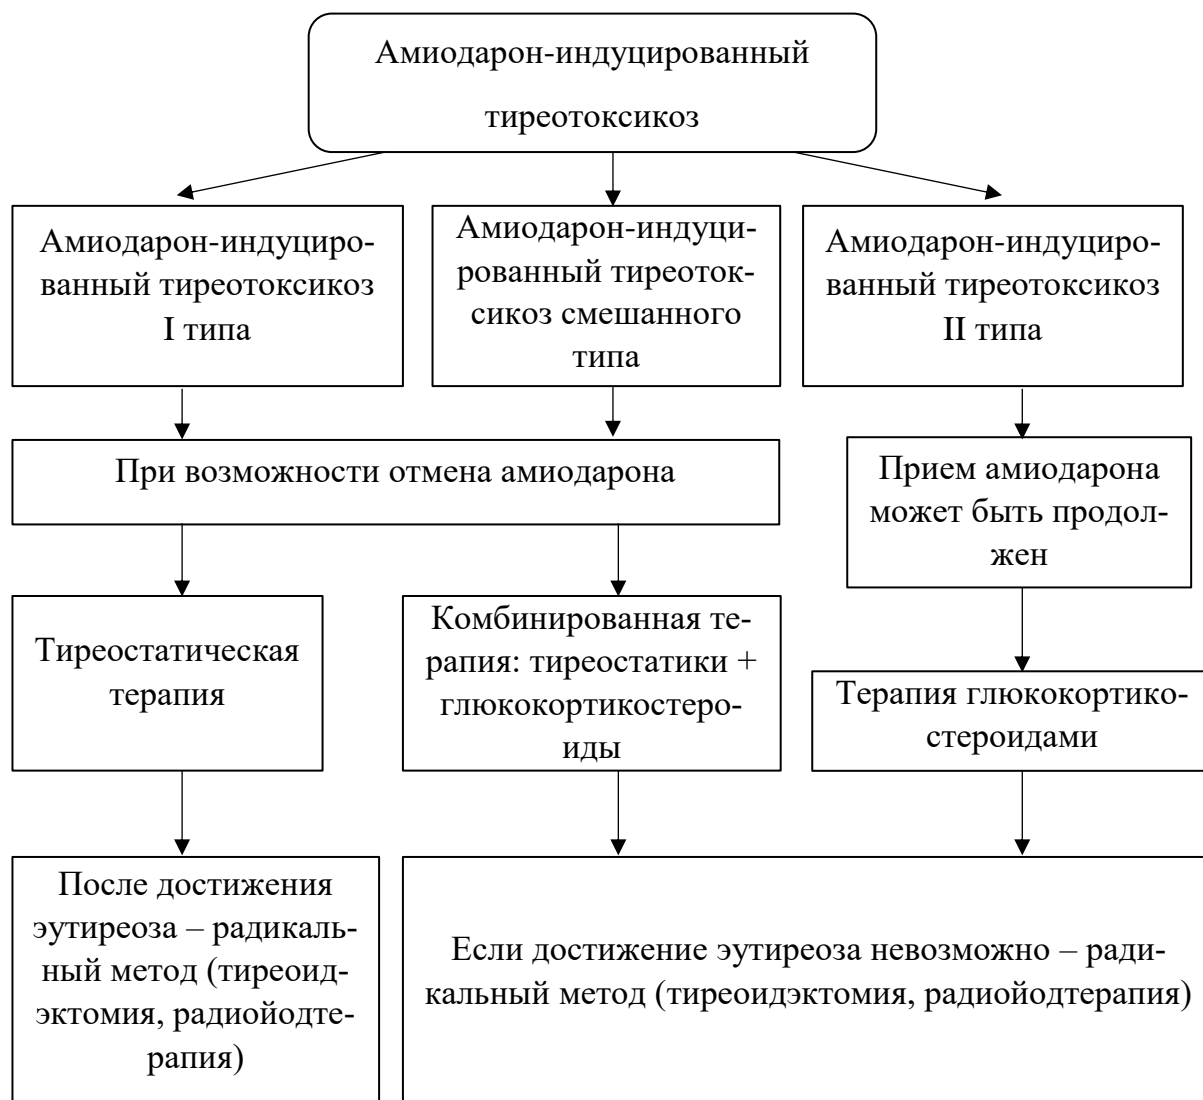 Амиодарон-индуцированный
тиреотоксикоз
Амиодарон-индуциро-
ванный тиреотоксикоз
I типа
Амиодарон-индуци-
рованный тиреоток-
сикоз смешанного
типа
Амиодарон-индуциро-
ванный тиреотоксикоз
II типа
При возможности отмена амиодарона
Прием амиодарона
может быть продол-
жен
Тиреостатическая
терапия
Комбинированная те-
рапия: тиреостатики +
глюкокортикостеро-
иды
Терапия глюкокортико-
стероидами
После достижения
эутиреоза – радикаль-
ный метод (тиреоид-
эктомия, радиойодте-
рапия)
Если достижение эутиреоза невозможно – ради-
кальный метод (тиреоидэктомия, радиойодтерапия)